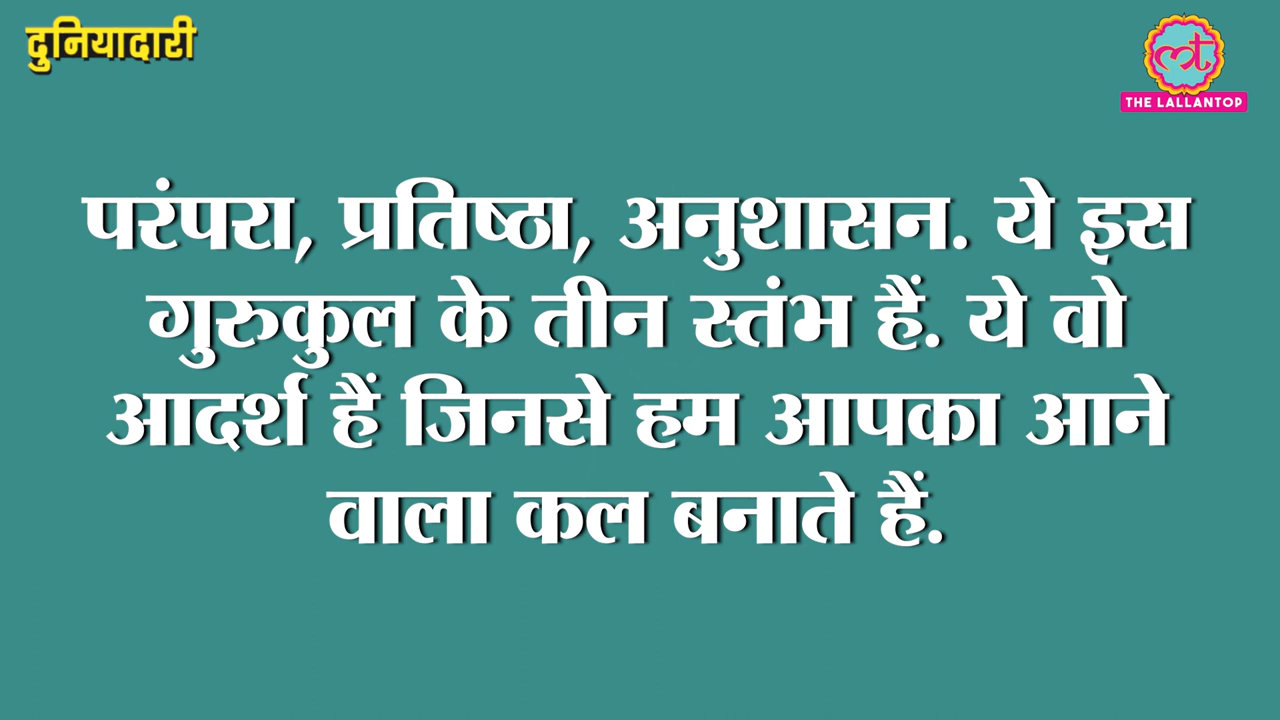 दुनियादारी
THE LALLANTOP
परंपरा, प्रतिष्ठा, अनुशासन. ये इस
गुरुकुल के तीन स्तंभ हैं. ये वो
आदर्श हैं जिनसे हम आपका आने
वाला कल बनाते हैं.